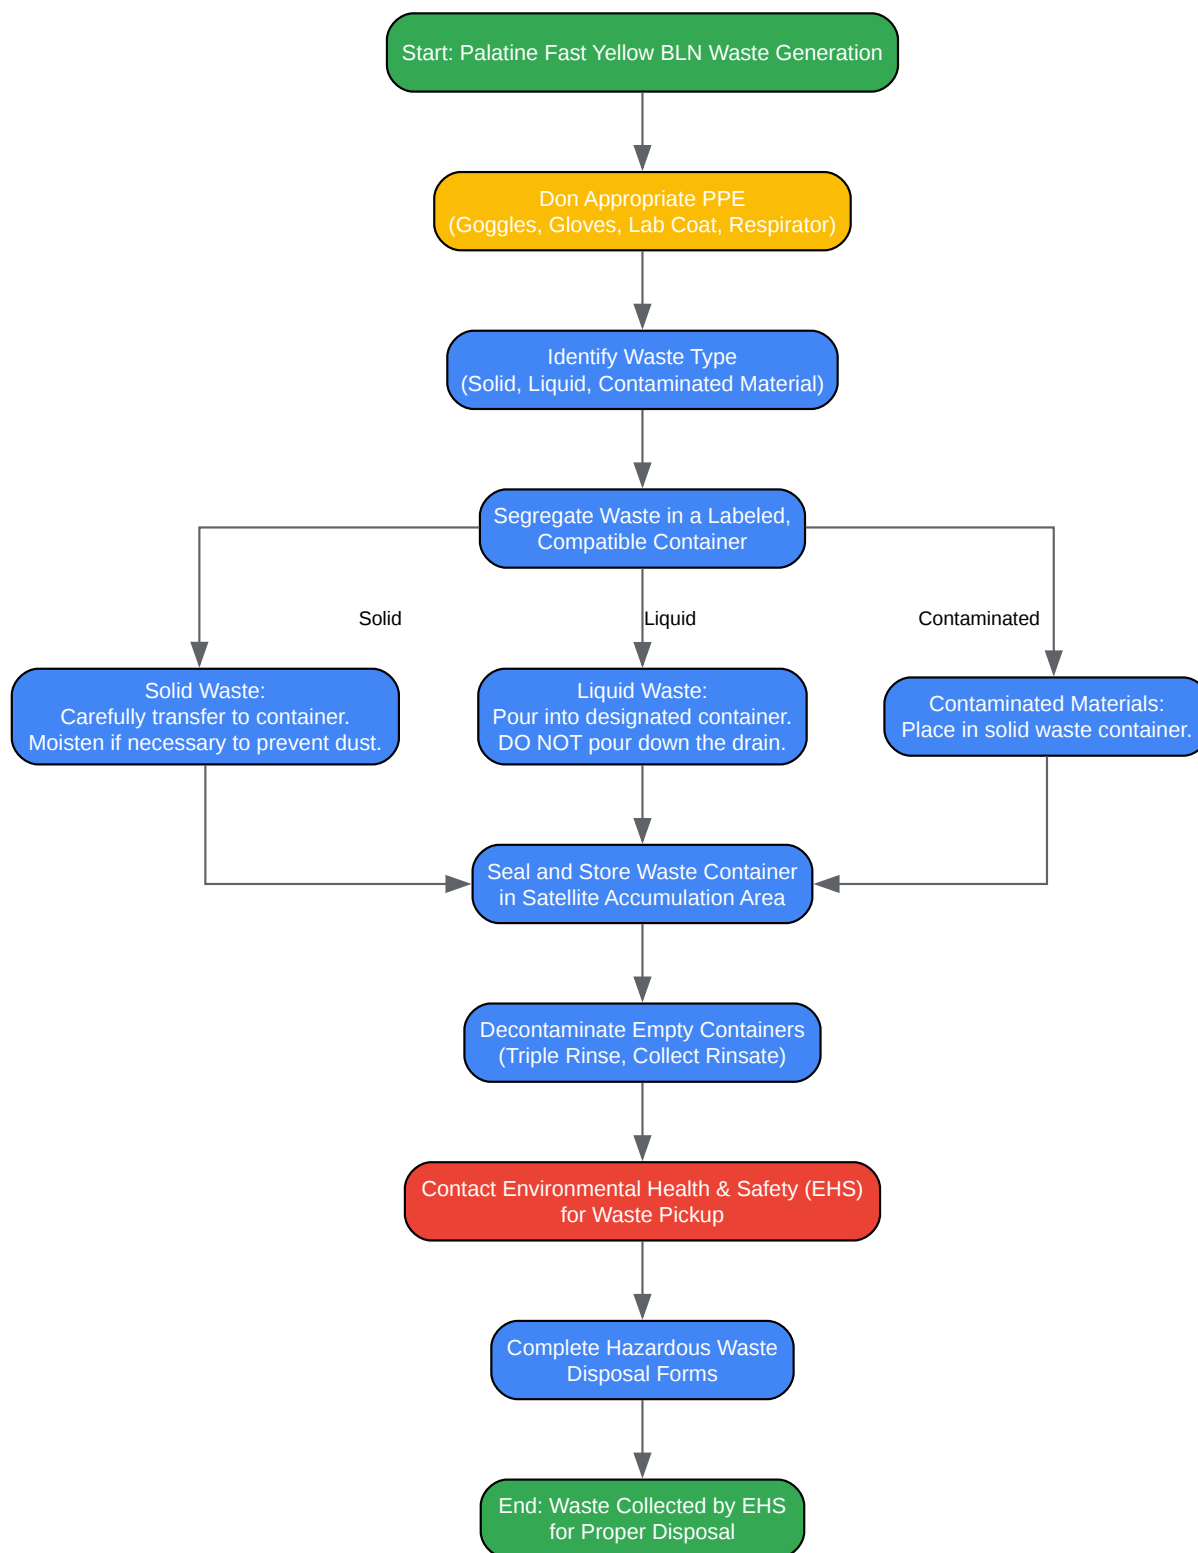 Start: Palatine Fast Yellow BLN Waste Generation
Don Appropriate PPE
(Goggles, Gloves, Lab Coat, Respirator)
Identify Waste Type
(Solid, Liquid, Contaminated Material)
Segregate Waste in a Labeled,
Compatible Container
Solid
Liquid
Contaminated
Solid Waste:
Carefully transfer to container.
Moisten if necessary to prevent dust.
Liquid Waste:
Pour into designated container.
DO NOT pour down the drain.
Contaminated Materials:
Place in solid waste container.
Seal and Store Waste Container
in Satellite Accumulation Area
Decontaminate Empty Containers
(Triple Rinse, Collect Rinsate)
Contact Environmental Health & Safety (EHS)
for Waste Pickup
Complete Hazardous Waste
Disposal Forms
End: Waste Collected by EHS
for Proper Disposal